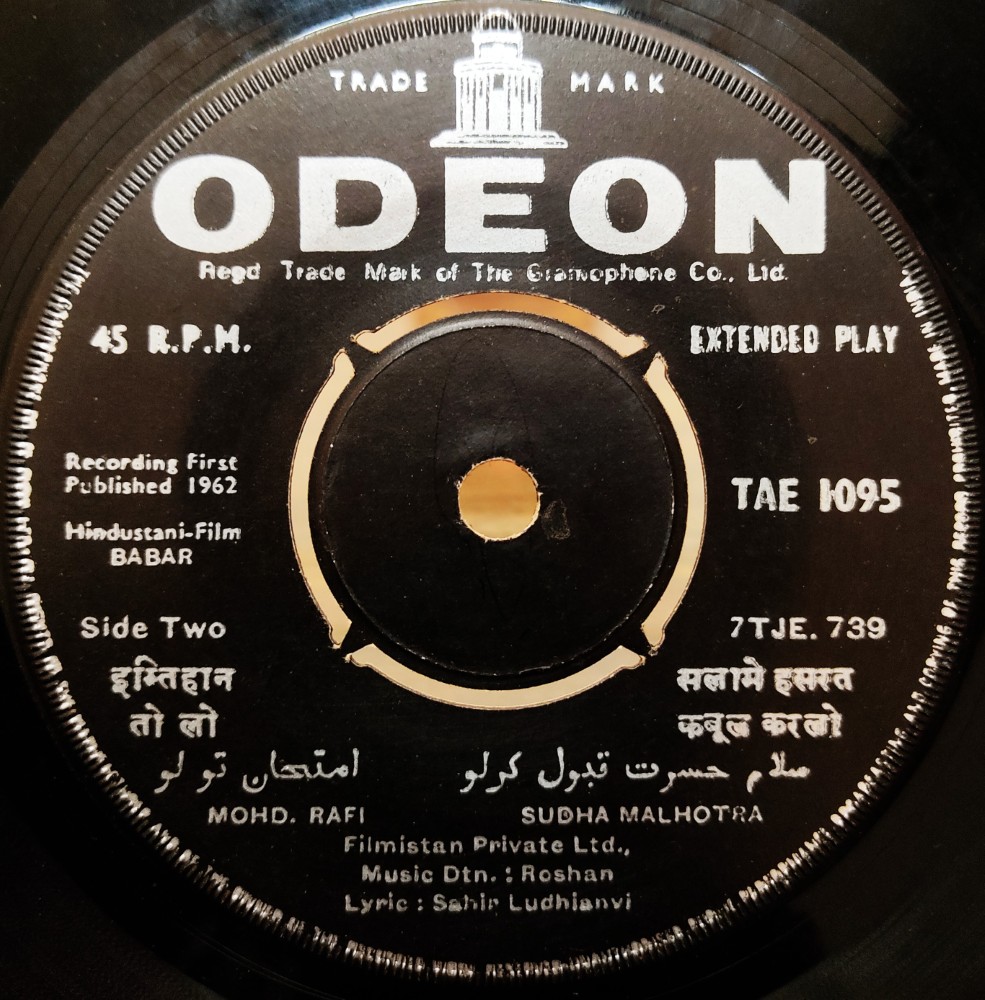 TRADE MARK
ODEON
Regd Trade Mark of The Gramophone Co., Ltd.
45 R.P.M.
EXTENDED PLAY
Recording First
Published 1962
Hindustani-Film
BABAR
TAE 1095
Side Two
7TJE. 739
इम्तिहान
तो लो
सलामे हसरत
कबूल कर लो
امتحان تو لو
سلام حسرت قبول کرلو
MOHD. RAFI
SUDHA MALHOTRA
Filmistan Private Ltd.,
Music Dtn. : Roshan
Lyric : Sahir Ludhianvi